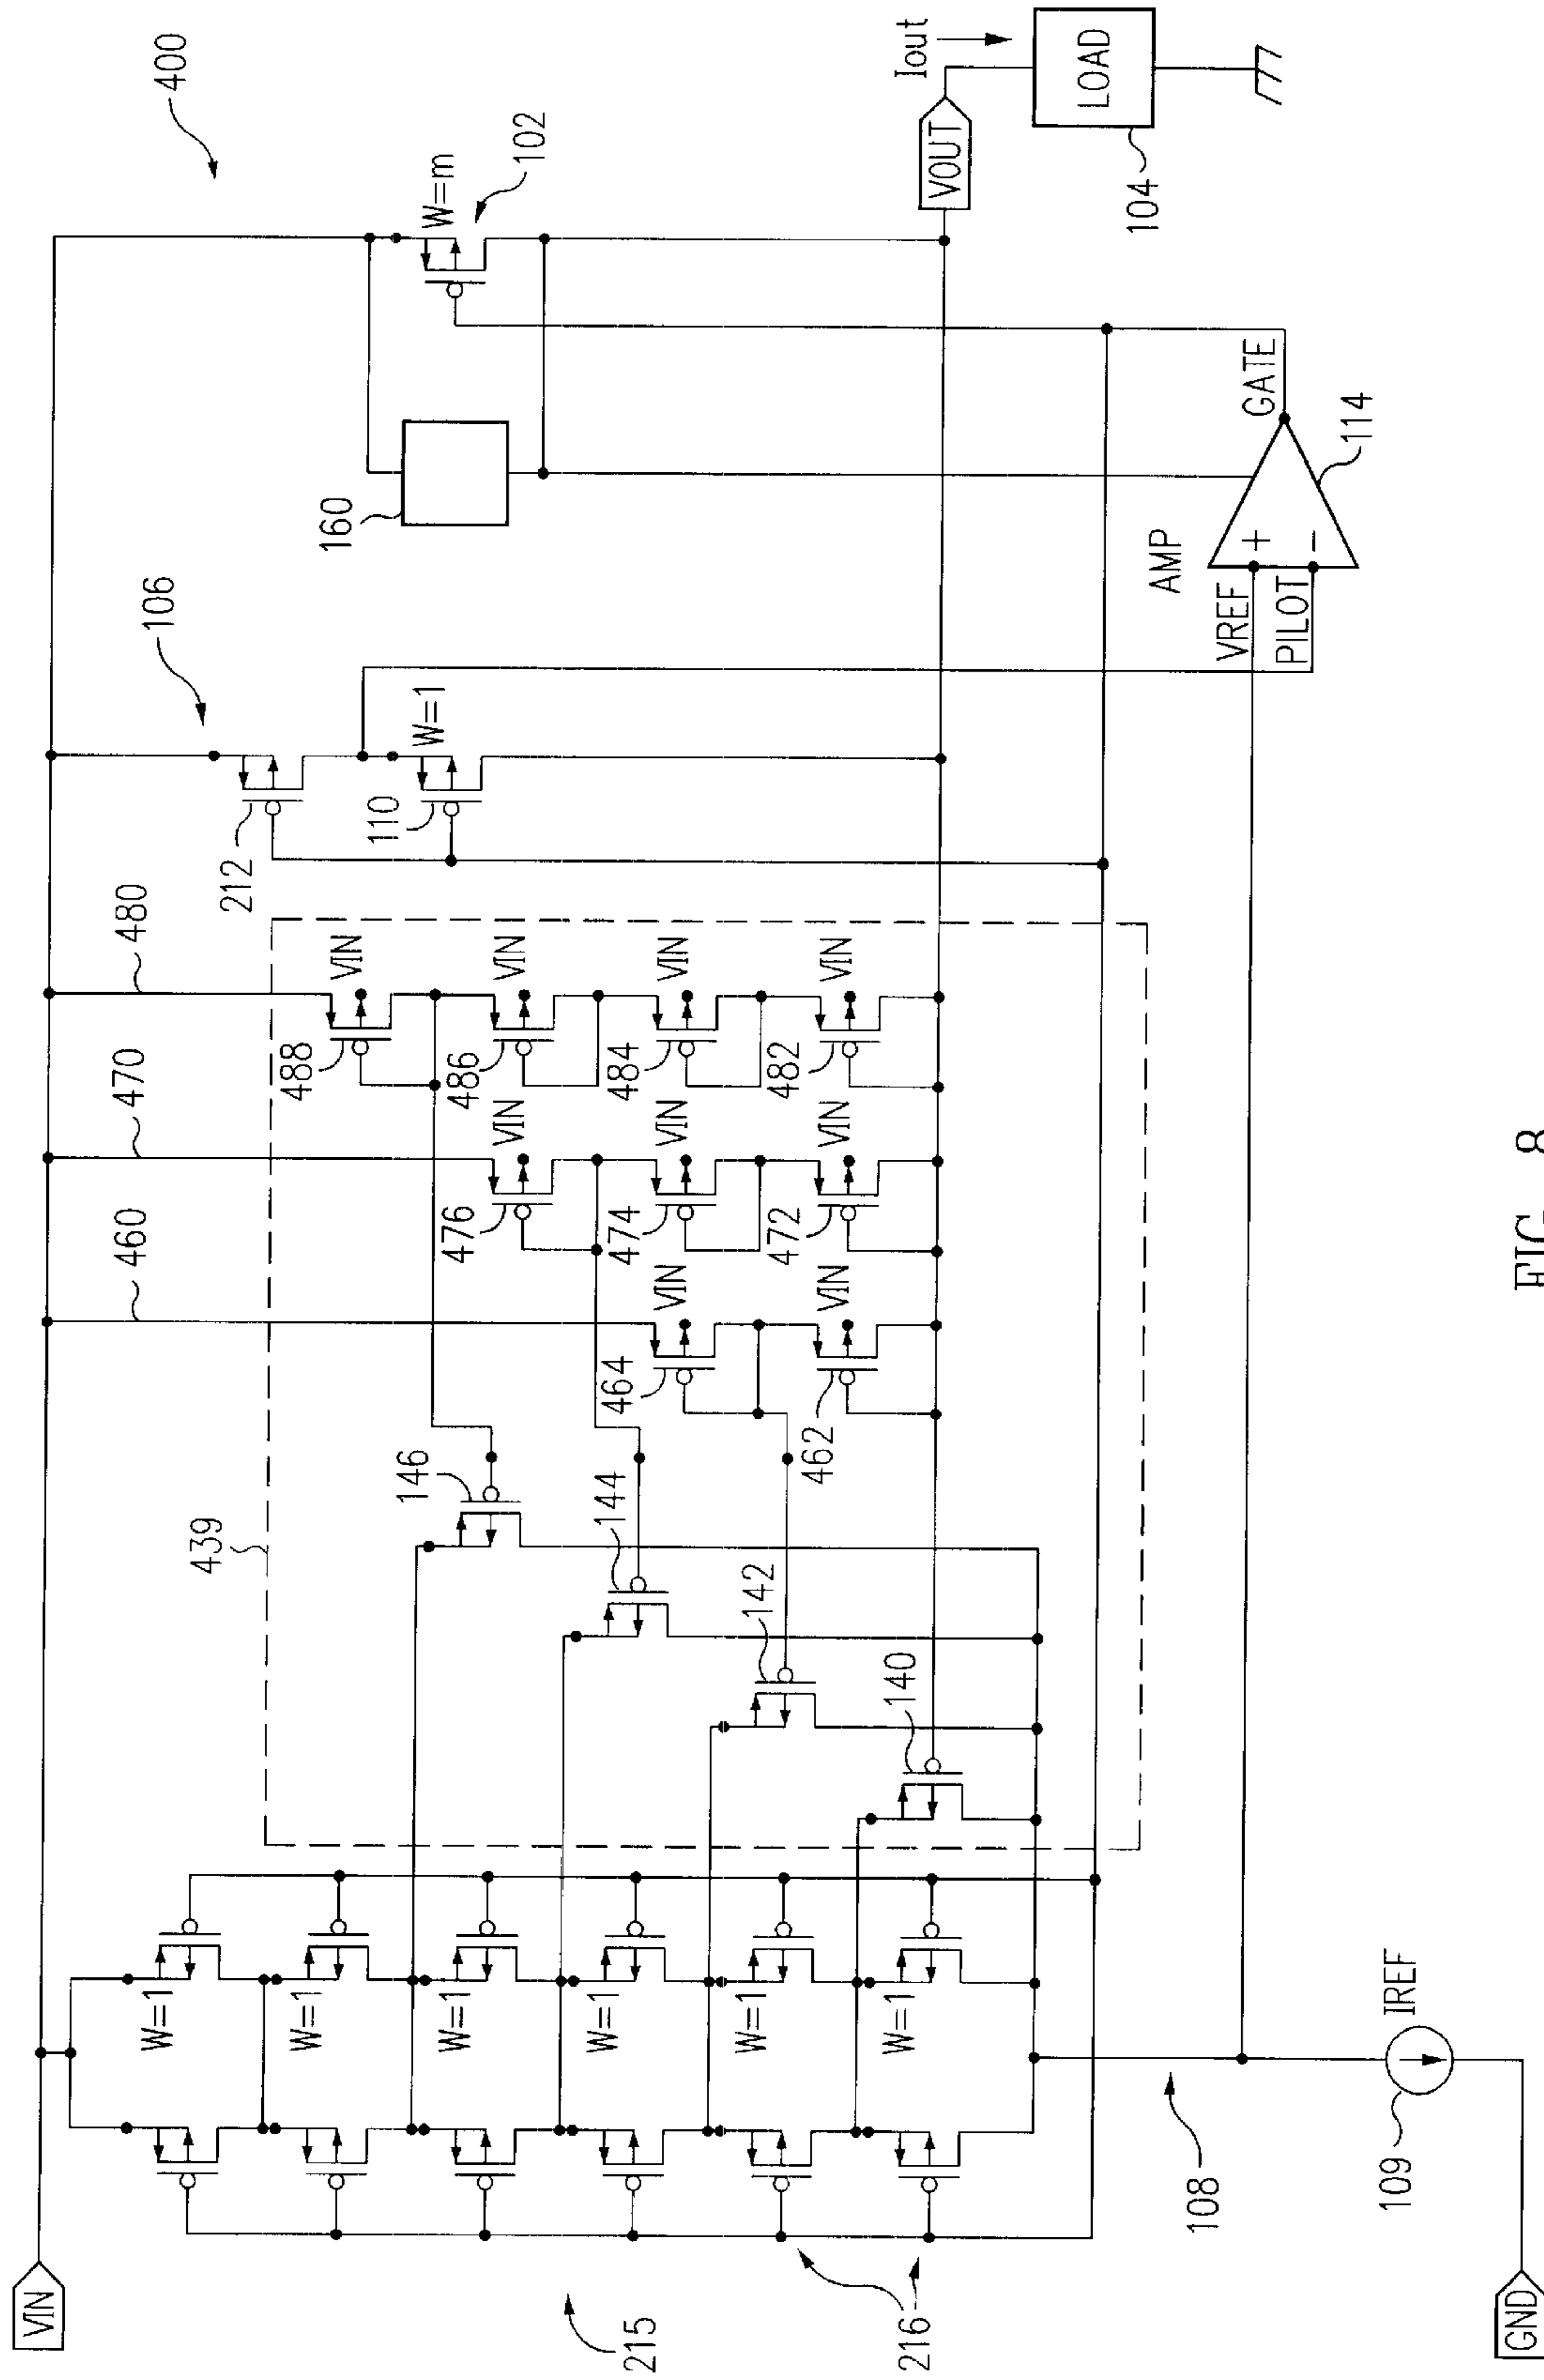 400
W=m
102
VOUT
Iout
LOAD
104
160
AMP
VREF
PILOT
+
-
GATE
114
106
212
110
W=1
480
470
460
488
VIN
486
VIN
484
VIN
482
VIN
476
VIN
474
VIN
472
VIN
464
VIN
462
VIN
439
146
144
142
140
VIN
W=1
W=1
W=1
W=1
W=1
W=1
215
216
108
109
IREF
GND
FIG. 8